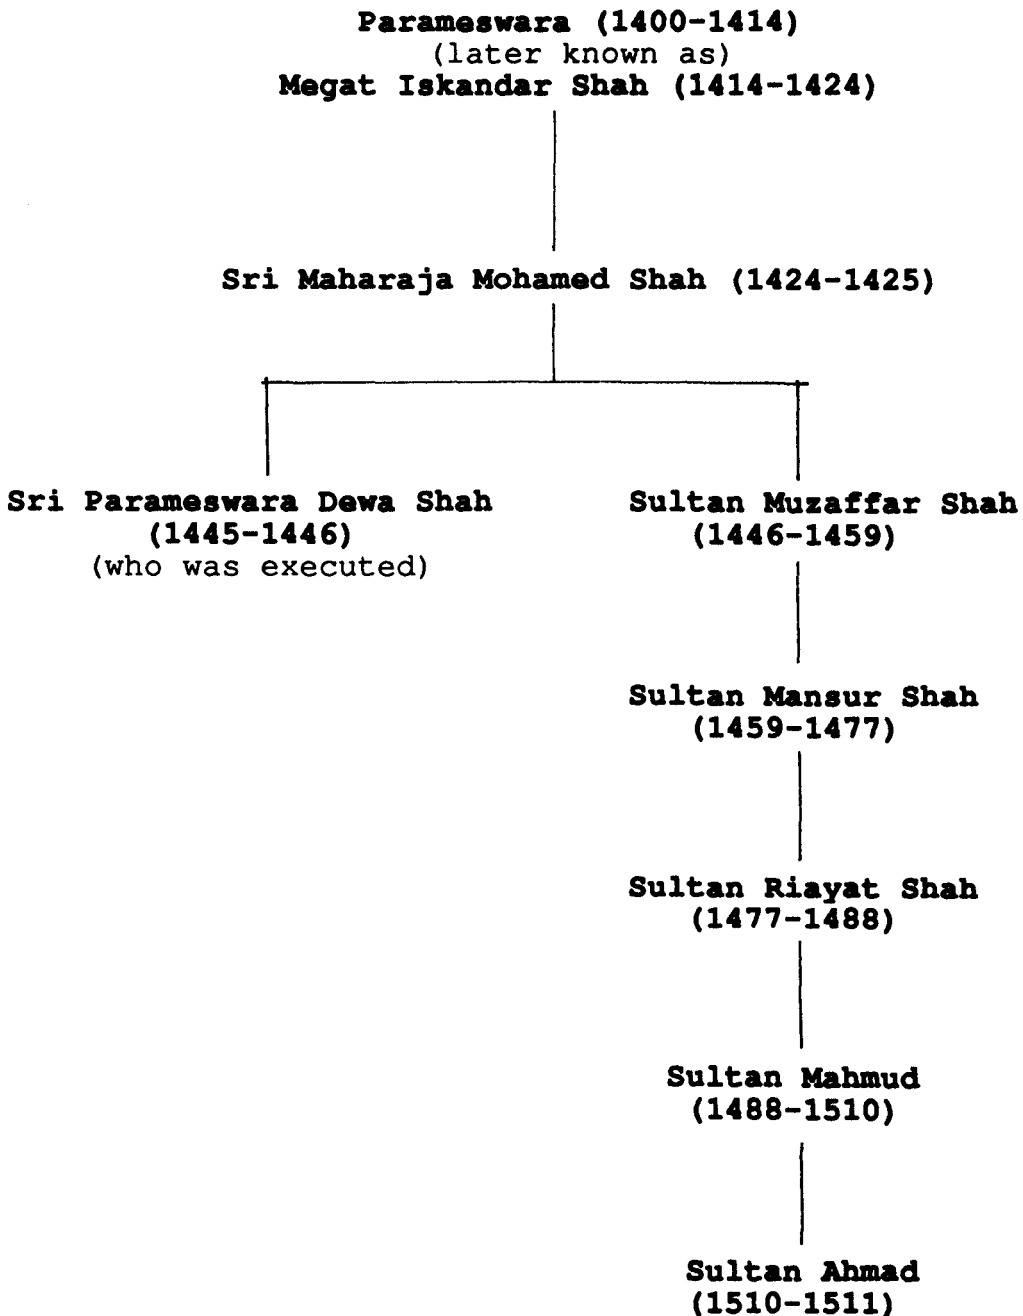 Parameswara (1400-1414)
(later known as)
Megat Iskandar Shah (1414-1424)
Sri Maharaja Mohamed Shah (1424-1425)
Sri Parameswara Dewa Shah
(1445-1446)
(who was executed)
Sultan Muzaffar Shah
(1446-1459)
Sultan Mansur Shah
(1459-1477)
Sultan Riayat Shah
(1477-1488)
Sultan Mahmud
(1488-1510)
Sultan Ahmad
(1510-1511)